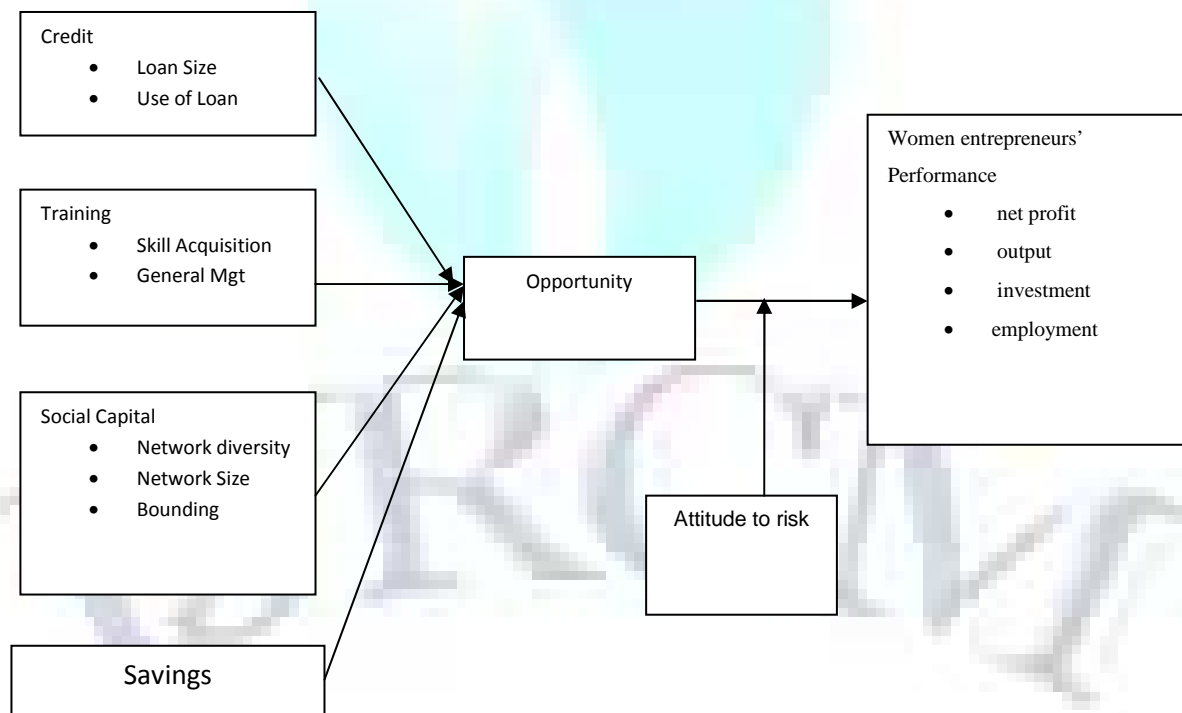 Credit
• Loan Size
• Use of Loan
Training
• Skill Acquisition
• General Mgt
Social Capital
• Network diversity
• Network Size
• Bounding
Savings
Opportunity
Attitude to risk
Women entrepreneurs’
Performance
• net profit
• output
• investment
• employment